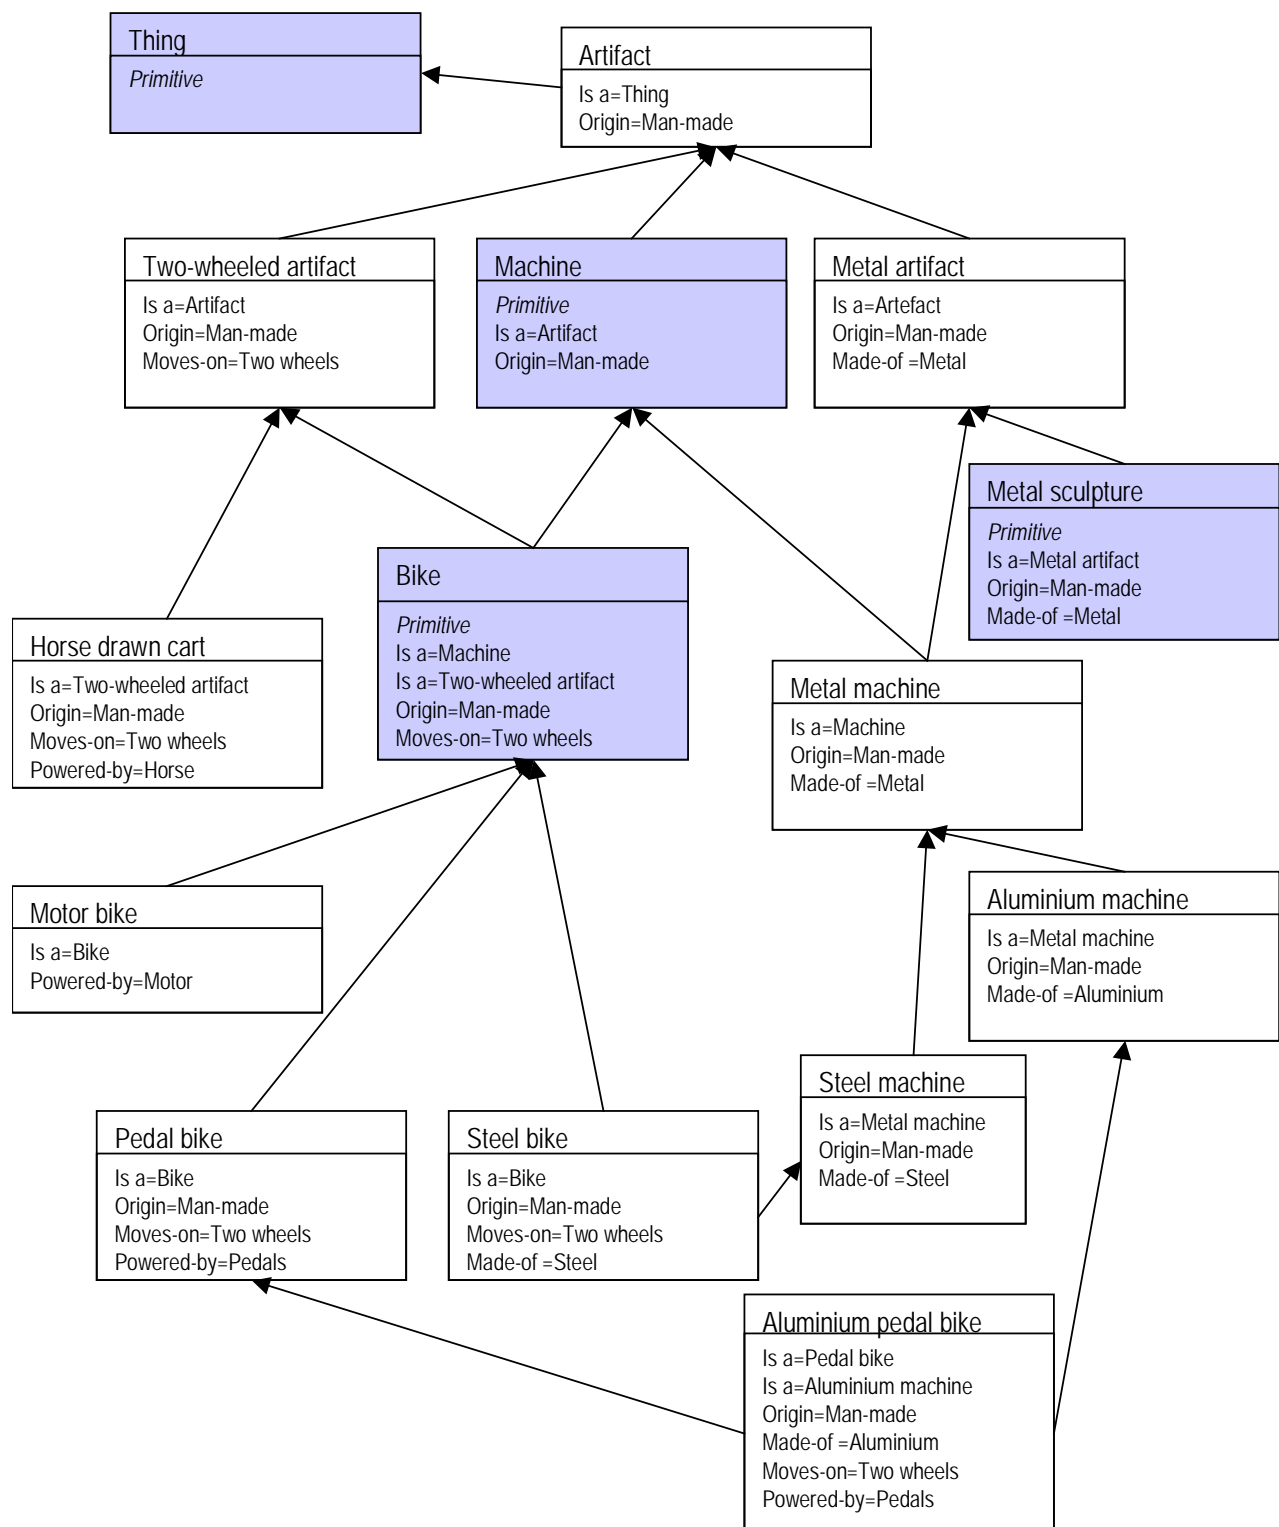 Thing
Primitive
Artifact
Is a=Thing
Origin=Man-made
Two-wheeled artifact
Is a=Artifact
Origin=Man-made
Moves-on=Two wheels
Machine
Primitive
Is a=Artifact
Origin=Man-made
Metal artifact
Is a=Artefact
Origin=Man-made
Made-of =Metal
Metal sculpture
Primitive
Is a=Metal artifact
Origin=Man-made
Made-of =Metal
Bike
Primitive
Is a=Machine
Is a=Two-wheeled artifact
Origin=Man-made
Moves-on=Two wheels
Horse drawn cart
Is a=Two-wheeled artifact
Origin=Man-made
Moves-on=Two wheels
Powered-by=Horse
Metal machine
Is a=Machine
Origin=Man-made
Made-of =Metal
Motor bike
Is a=Bike
Powered-by=Motor
Aluminium machine
Is a=Metal machine
Origin=Man-made
Made-of =Aluminium
Steel machine
Is a=Metal machine
Origin=Man-made
Made-of =Steel
Pedal bike
Is a=Bike
Origin=Man-made
Moves-on=Two wheels
Powered-by=Pedals
Steel bike
Is a=Bike
Origin=Man-made
Moves-on=Two wheels
Made-of =Steel
Aluminium pedal bike
Is a=Pedal bike
Is a=Aluminium machine
Origin=Man-made
Made-of =Aluminium
Moves-on=Two wheels
Powered-by=Pedals